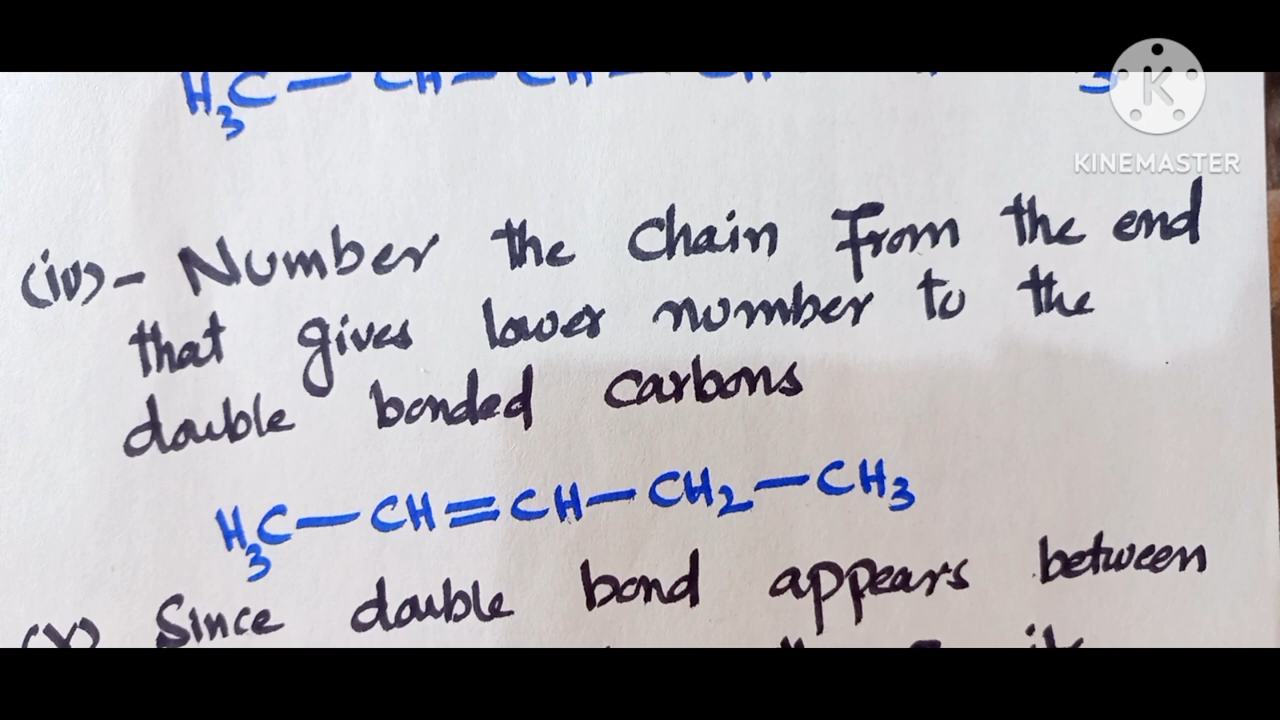 H3C — CH — CH —
K
KINEMASTER
(iv)- Number the chain From the end
that gives lower number to the
double bonded carbons
H3C — CH = CH — CH2 — CH3
(v) Since double bond appears between